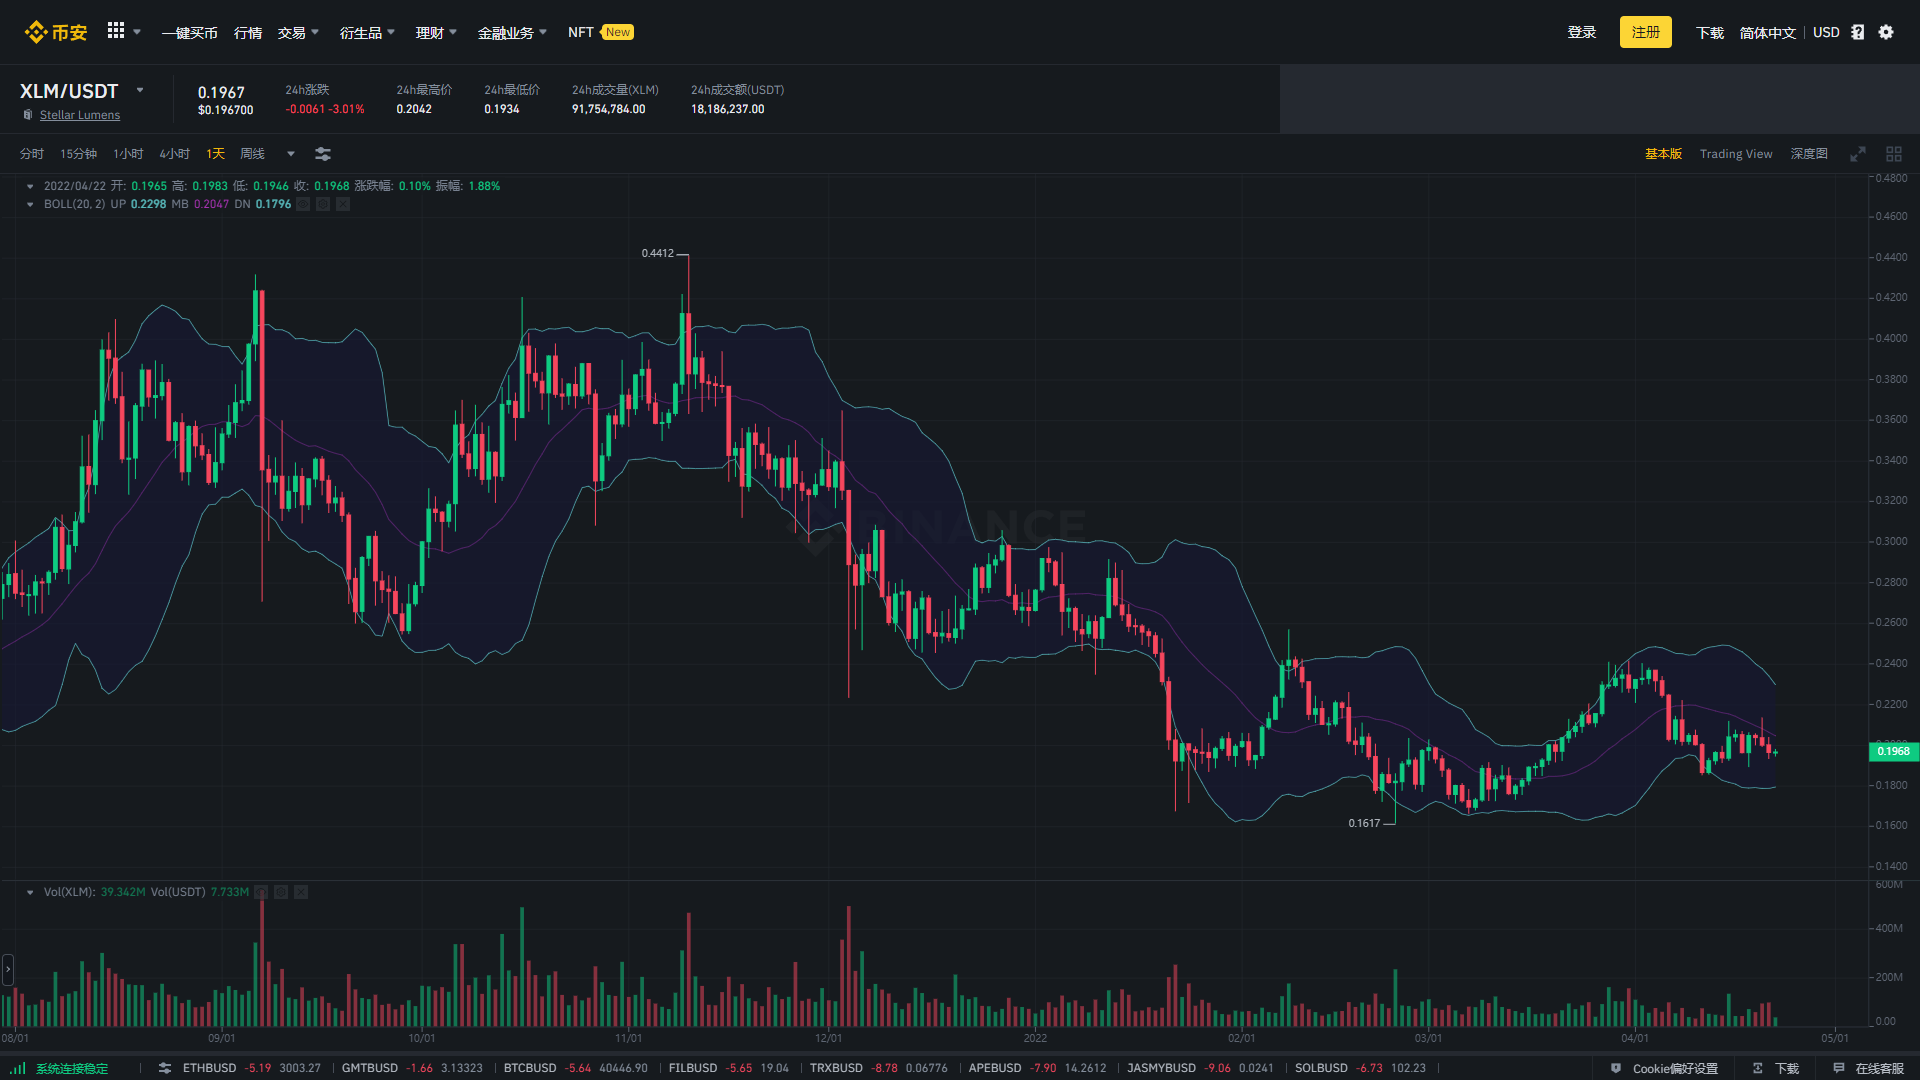 币安 一键买币 行情 交易 衍生品 理财 金融业务 NFT New 登录 注册 下载 简体中文 USD
XLM/USDT
Stellar Lumens
0.1967
$0.196700
24h涨跌
-0.0061 -3.01%
24h最高价
0.2042
24h最低价
0.1934
24h成交量(XLM)
91,754,784.00
24h成交额(USDT)
18,186,237.00
分时 15分钟 1小时 4小时 1天 周线 基本版 Trading View 深度图
2022/04/22 开: 0.1965 高: 0.1983 低: 0.1946 收: 0.1968 涨跌幅: 0.10% 振幅: 1.88%
BOLL(20, 2) UP 0.2298 MB 0.2047 DN 0.1796
0.4412
0.1617
BINANCE
0.4800
0.4600
0.4400
0.4200
0.4000
0.3800
0.3600
0.3400
0.3200
0.3000
0.2800
0.2600
0.2400
0.2200
0.1968
0.1800
0.1600
0.1400
Vol(XLM): 39.342M Vol(USDT) 7.733M
600M
400M
200M
0.00
08/01 09/01 10/01 11/01 12/01 2022 02/01 03/01 04/01 05/01
系统连接稳定 ETHBUSD -5.19 3003.27 GMTBUSD -1.66 3.13323 BTCBUSD -5.64 40446.90 FILBUSD -5.65 19.04 TRXBUSD -8.78 0.06776 APEBUSD -7.90 14.2612 JASMYBUSD -9.06 0.0241 SOLBUSD -6.73 102.23 Cookie偏好设置 下载 在线客服